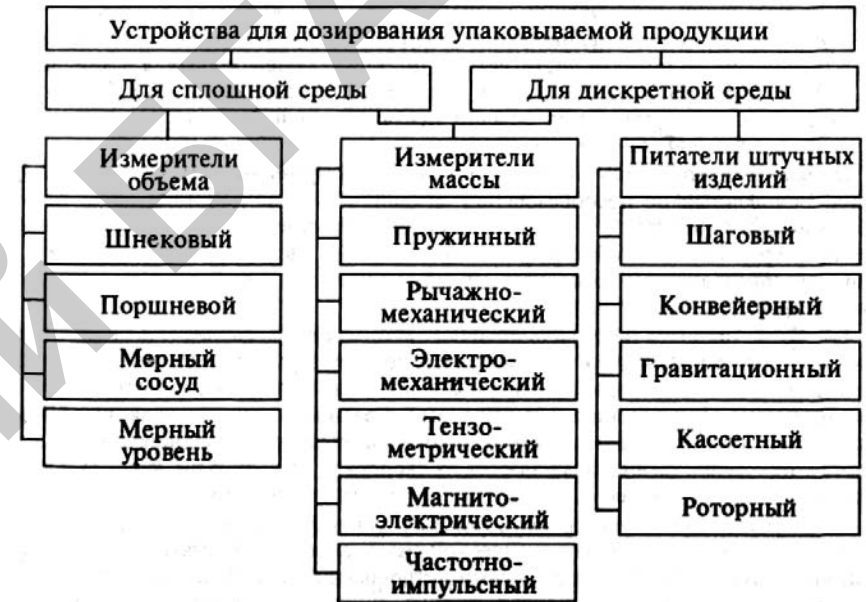 Устройства для дозирования упаковываемой продукции
Для сплошной среды
Для дискретной среды
Измерители
объема
Шнековый
Поршневой
Мерный
сосуд
Мерный
уровень
Измерители
массы
Пружинный
Рычажно-
механический
Электро-
механический
Тензо-
метрический
Магнито-
электрический
Частотно-
импульсный
Питатели штучных
изделий
Шаговый
Конвейерный
Гравитационный
Кассетный
Роторный